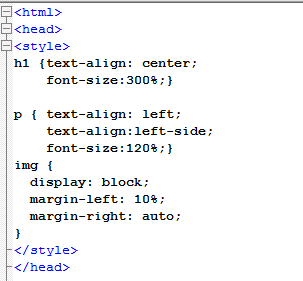 <html>
<head>
<style>
h1 {text-align: center;
font-size:300%;}
p { text-align: left;
text-align:left-side;
font-size:120%;}
img {
display: block;
margin-left: 10%;
margin-right: auto;
}
</style>
</head>